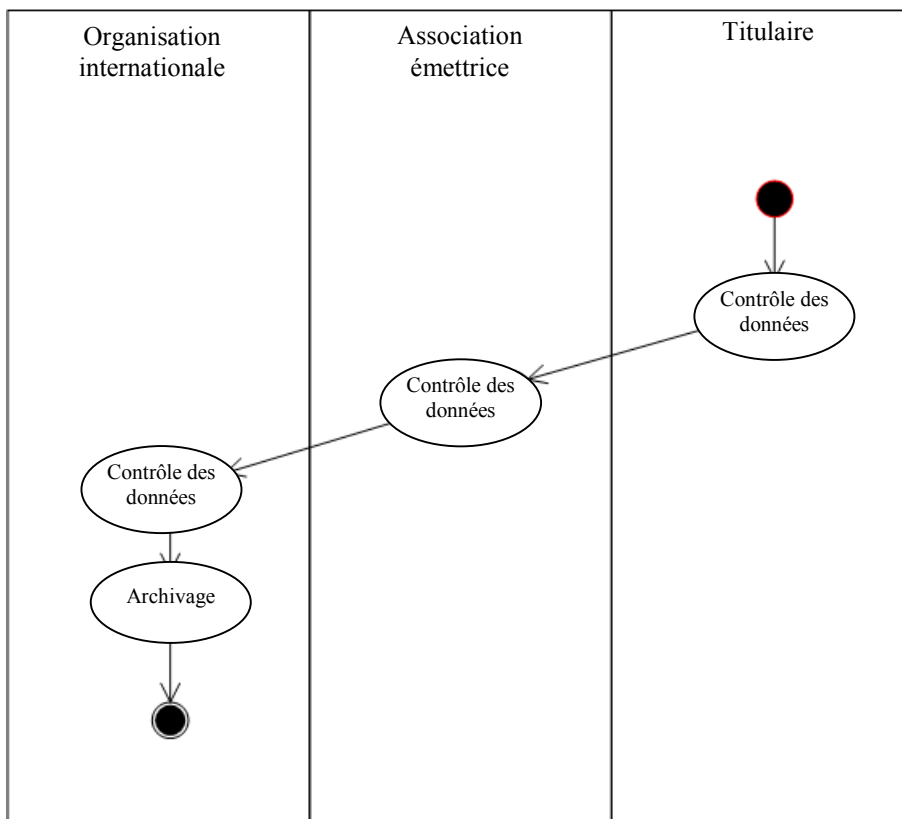 Organisation
internationale
Association
émettrice
Titulaire
Contrôle des
données
Contrôle des
données
Contrôle des
données
Archivage